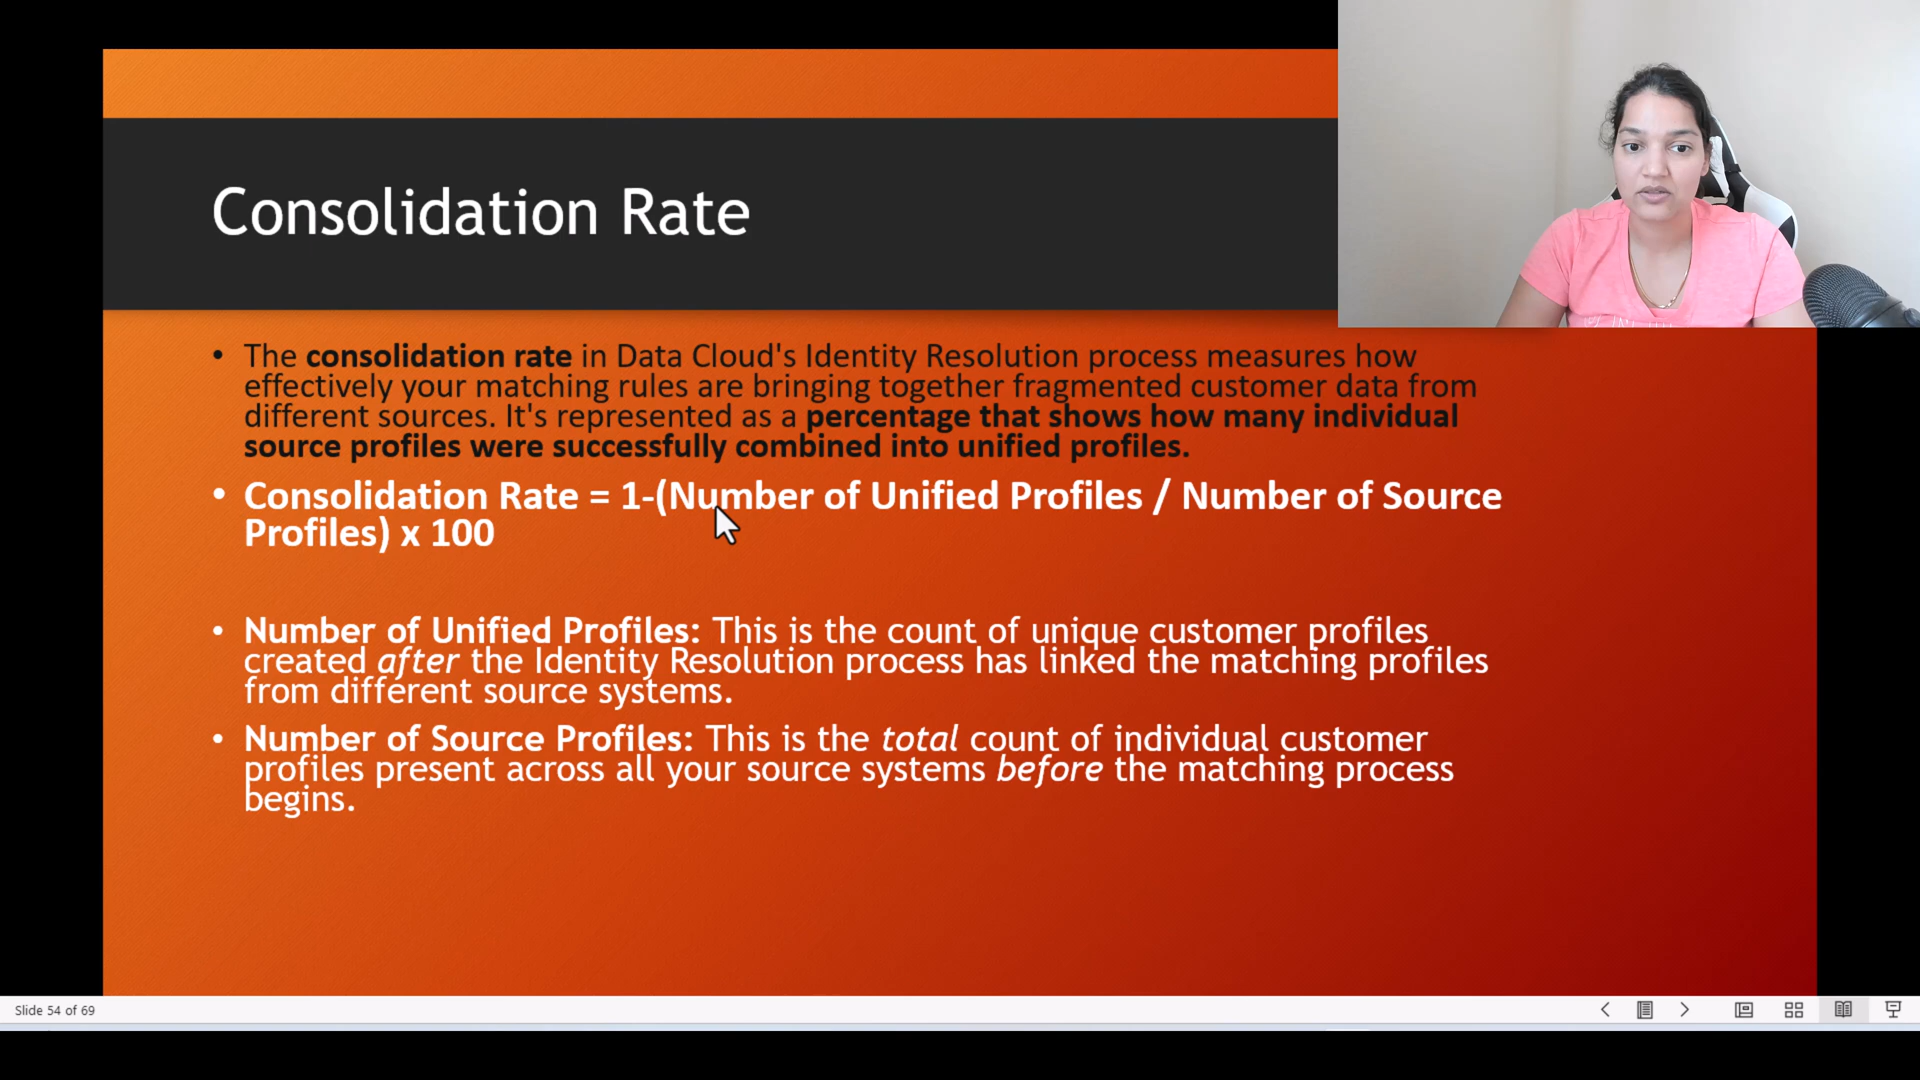 Consolidation Rate
• The consolidation rate in Data Cloud's Identity Resolution process measures how
effectively your matching rules are bringing together fragmented customer data from
different sources. It's represented as a percentage that shows how many individual
source profiles were successfully combined into unified profiles.
• Consolidation Rate = 1-(Number of Unified Profiles / Number of Source
Profiles) x 100
• Number of Unified Profiles: This is the count of unique customer profiles
created after the Identity Resolution process has linked the matching profiles
from different source systems.
• Number of Source Profiles: This is the total count of individual customer
profiles present across all your source systems before the matching process
begins.
Slide 54 of 69